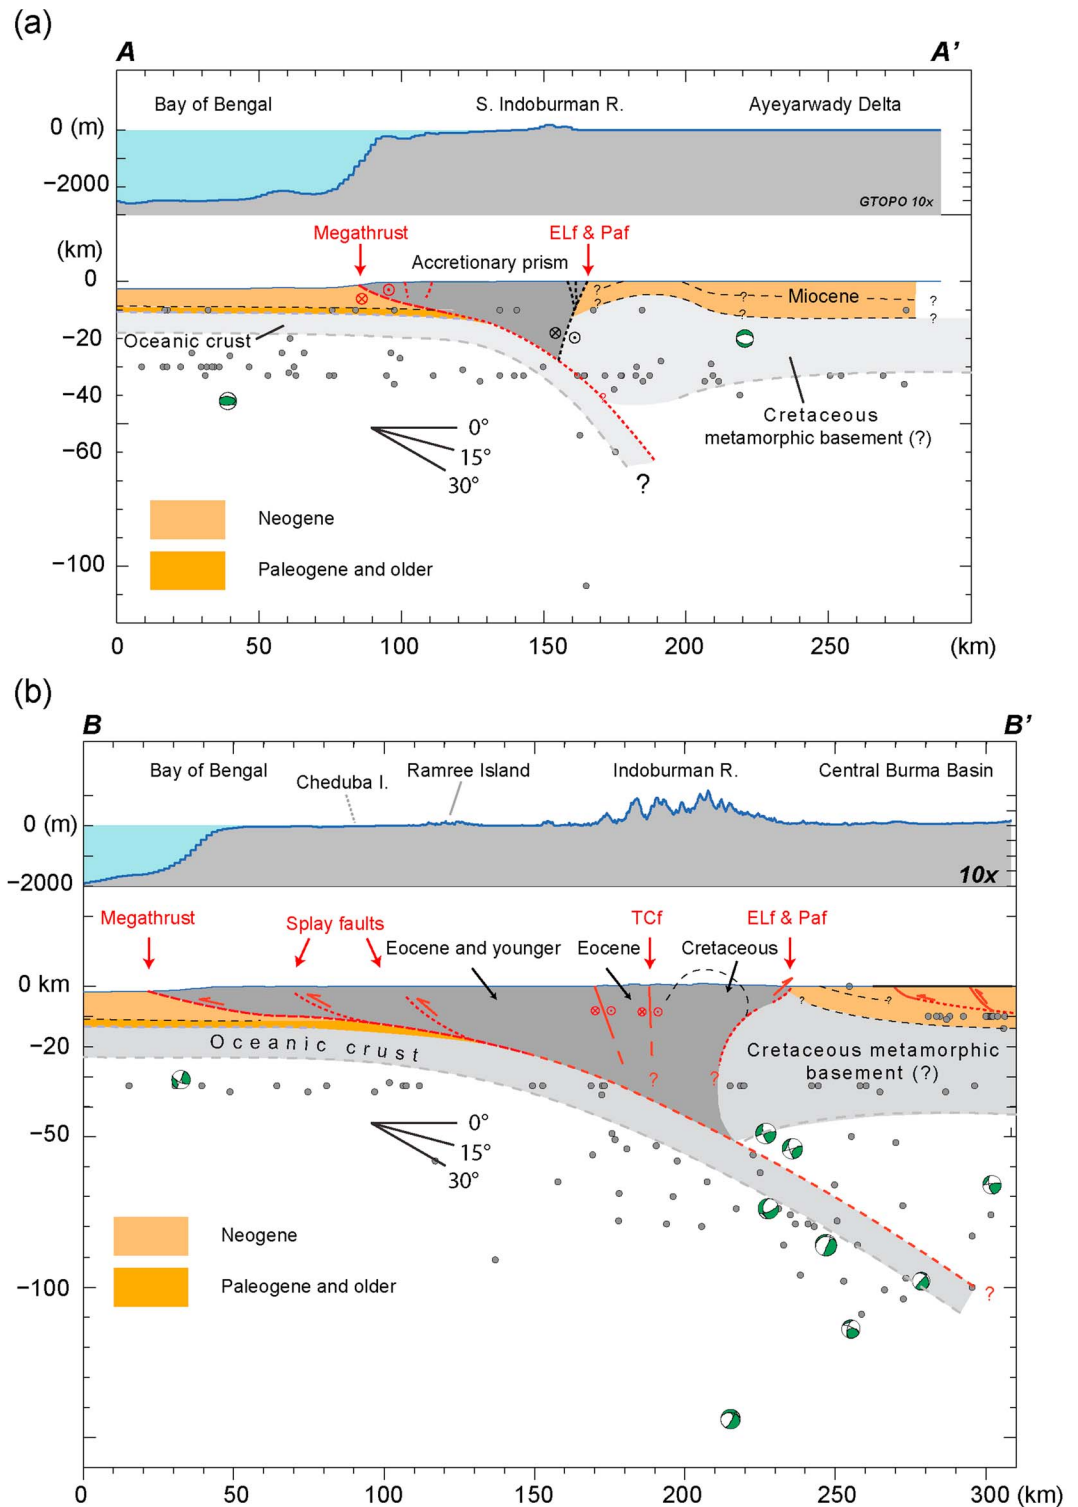 (a)
A A'
Bay of Bengal S. Indoburman R. Ayeyarwady Delta
0 (m)
−2000
GTOPO 10x
(km)
Megathrust ELf & Paf
Accretionary prism
0
? ?
Miocene
? ?
? ? ?
−20
Oceanic crust
−40
Cretaceous
metamorphic basement (?)
0°
15°
30°
−60
?
Neogene
Paleogene and older
−100
0 50 100 150 200 250 (km)
(b)
B B’
Bay of Bengal Cheduba I. Ramree Island Indoburman R. Central Burma Basin
0 (m)
−2000
10x
Megathrust Splay faults TCf ELf & Paf
Eocene and younger Eocene Cretaceous
0 km
? ?
?
−20
Oceanic crust
Cretaceous metamorphic
basement (?)
? ?
−50
0°
15°
30°
Neogene
Paleogene and older
−100
?
0 50 100 150 200 250 300 (km)